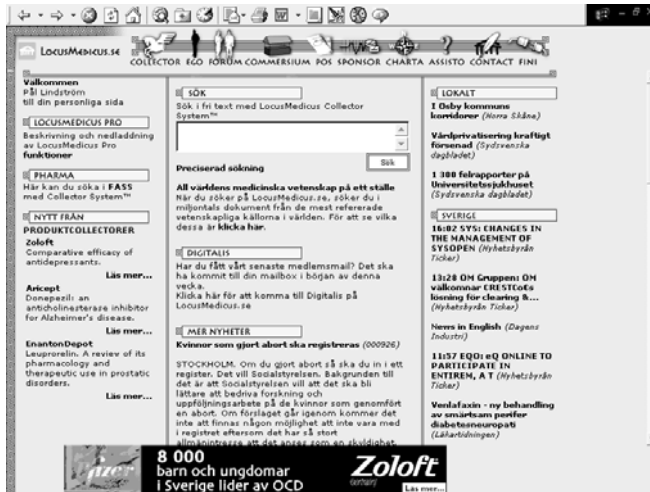 LOCUSMEDICUS.SE
COLLECTOR EGO FORUM COMMERSIUM POS SPONSOR CHARTA ASSISTO CONTACT FINI
Välkommen
Pål Lindström
till din personliga sida
LOCUSMEDICUS PRO
Beskrivning och nedladdning
av LocusMedicus Pro
funktioner
PHARMA
Här kan du söka i FASS
med Collector System™
NYTT FRÅN
PRODUKTCOLLECTORER
Zoloft
Comparative efficacy of
antidepressants.
Läs mer...
Aricept
Donepezil: an
anticholinesterase inhibitor
for Alzheimer's disease.
Läs mer...
EnantonDepot
Leuprorelin. A review of its
pharmacology and
therapeutic use in prostatic
disorders.
Läs mer...
SÖK
Sök i fri text med LocusMedicus Collector
System™
Sök
Preciserad sökning
All världens medicinska vetenskap på ett ställe
När du söker på LocusMedicus.se, söker du i
miljontals dokument från de mest refererade
vetenskapliga källorna i världen. För att se vilka
dessa är klicka här.
DIGITALIS
Har du fått vårt senaste medlemsmail? Det ska
ha kommit till din mailbox i början av denna
vecka.
Klicka här för att komma till Digitalis på
LocusMedicus.se
MER NYHETER
Kvinnor som gjort abort ska registreras (000926)
STOCKHOLM. Om du gjort abort så ska du in i ett
register. Det vill Socialstyrelsen. Bakgrunden till
det är att Socialstyrelsen vill att det ska bli
lättare att bedriva forskning och
uppföljningsarbete på de kvinnor som genomfört
en abort. Om förslaget går igenom kommer det
inte att finnas någon möjlighet att inte vara med
i registret eftersom det har så stort
allmänintresse att det anses som en skyldighet
LOKALT
I Osby kommuns
korridorer (Norra Skåne)
Vårdprivatisering kraftigt
försenad (Sydsvenska
dagbladet)
1 300 felrapporter på
Universitetssjukhuset
(Sydsvenska dagbladet)
SVERIGE
16:02 SYS: CHANGES IN
THE MANAGEMENT OF
SYSOPEN (Nyhetsbyrån
Ticker)
13:28 OM Gruppen: OM
välkomnar CRESTCoEs
lösning för clearing &...
(Nyhetsbyrån Ticker)
News in English (Dagens
Industri)
11:57 EQO: eQ ONLINE TO
PARTICIPATE IN
ENTIREN, A T (Nyhetsbyrån
Ticker)
Venlafaxin - ny behandling
av smärtsam perifer
diabetesneuropati
(Läkartidningen)
8 000
barn och ungdomar
i Sverige lider av OCD
Zoloft
Läs mer...